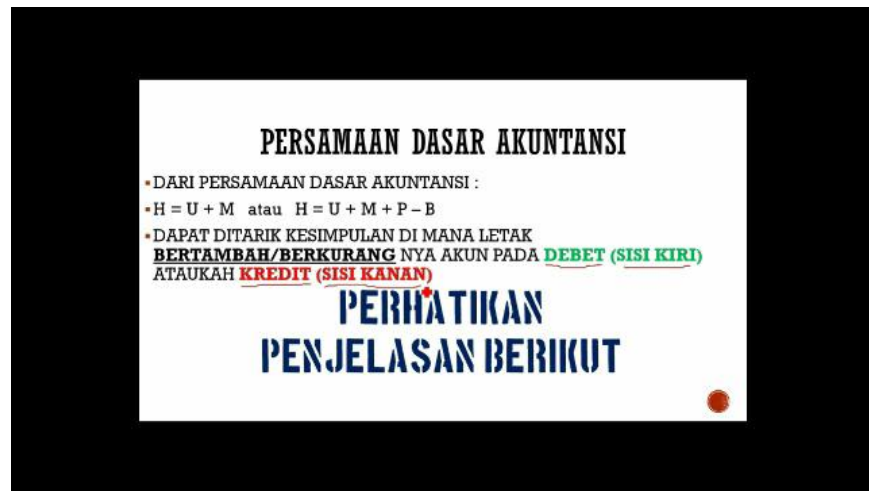 PERSAMAAN DASAR AKUNTANSI
▪DARI PERSAMAAN DASAR AKUNTANSI :
▪H = U + M atau H = U + M + P – B
▪DAPAT DITARIK KESIMPULAN DI MANA LETAK
BERTAMBAH/BERKURANG NYA AKUN PADA DEBET (SISI KIRI)
ATAUKAH KREDIT (SISI KANAN)
PERHATIKAN
PENJELASAN BERIKUT